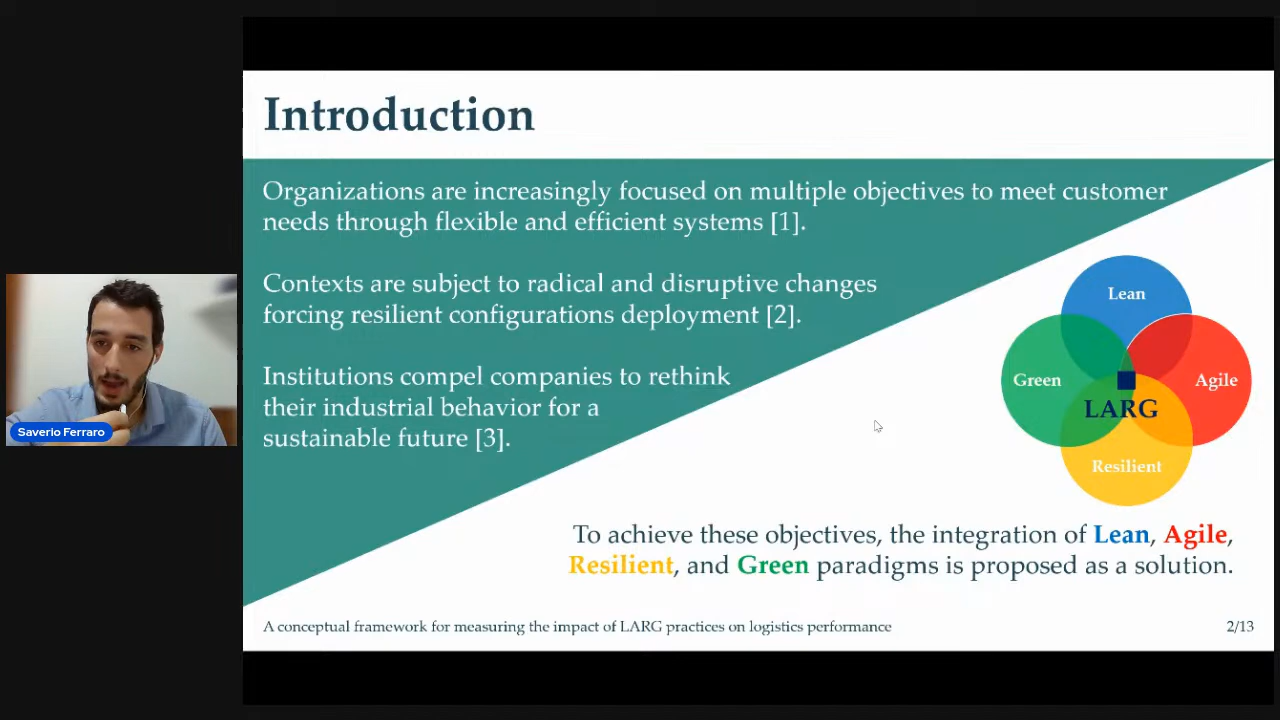 Introduction
Organizations are increasingly focused on multiple objectives to meet customer
needs through flexible and efficient systems [1].
Contexts are subject to radical and disruptive changes
forcing resilient configurations deployment [2].
Institutions compel companies to rethink
their industrial behavior for a
sustainable future [3].
Lean
Green
Agile
LARG
Resilient
To achieve these objectives, the integration of Lean, Agile,
Resilient, and Green paradigms is proposed as a solution.
A conceptual framework for measuring the impact of LARG practices on logistics performance
2/13
Saverio Ferraro